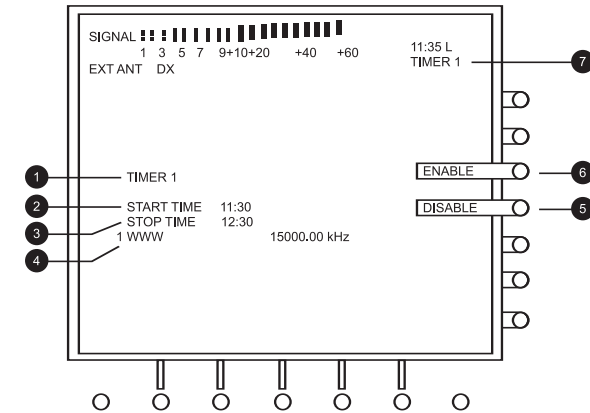 SIGNAL
1 3 5 7 9+10+20 +40 +60
EXT ANT DX
11:35 L
TIMER 1
7
ENABLE
6
1
TIMER 1
2
START TIME 11:30
DISABLE
5
3
STOP TIME 12:30
1 WWW 15000.00 kHz
4